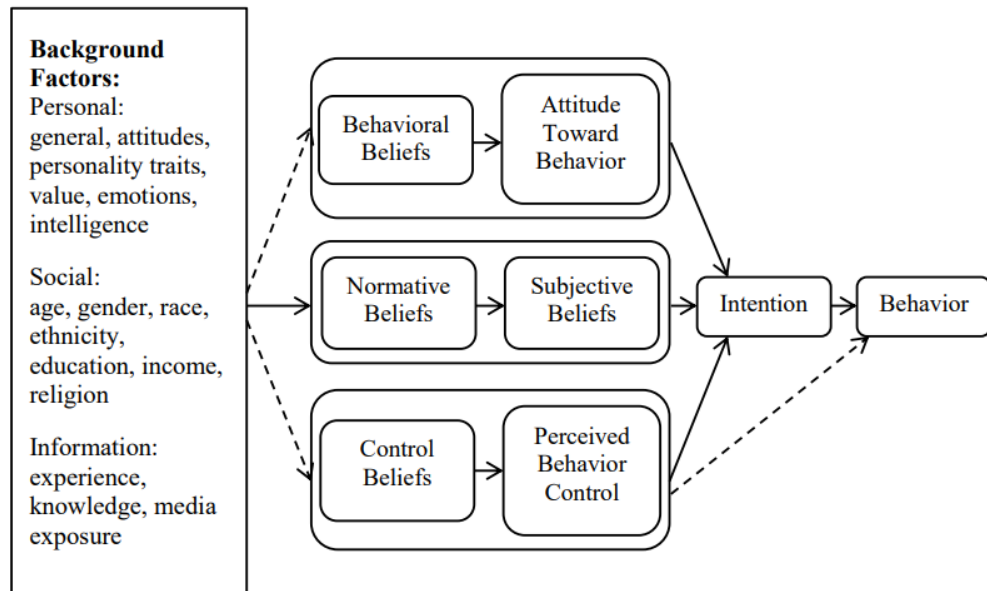 Background
Factors:
Personal:
general, attitudes,
personality traits,
value, emotions,
intelligence
Social:
age, gender, race,
ethnicity,
education, income,
religion
Information:
experience,
knowledge, media
exposure
Behavioral
Beliefs
Attitude
Toward
Behavior
Normative
Beliefs
Subjective
Beliefs
Control
Beliefs
Perceived
Behavior
Control
Intention
Behavior